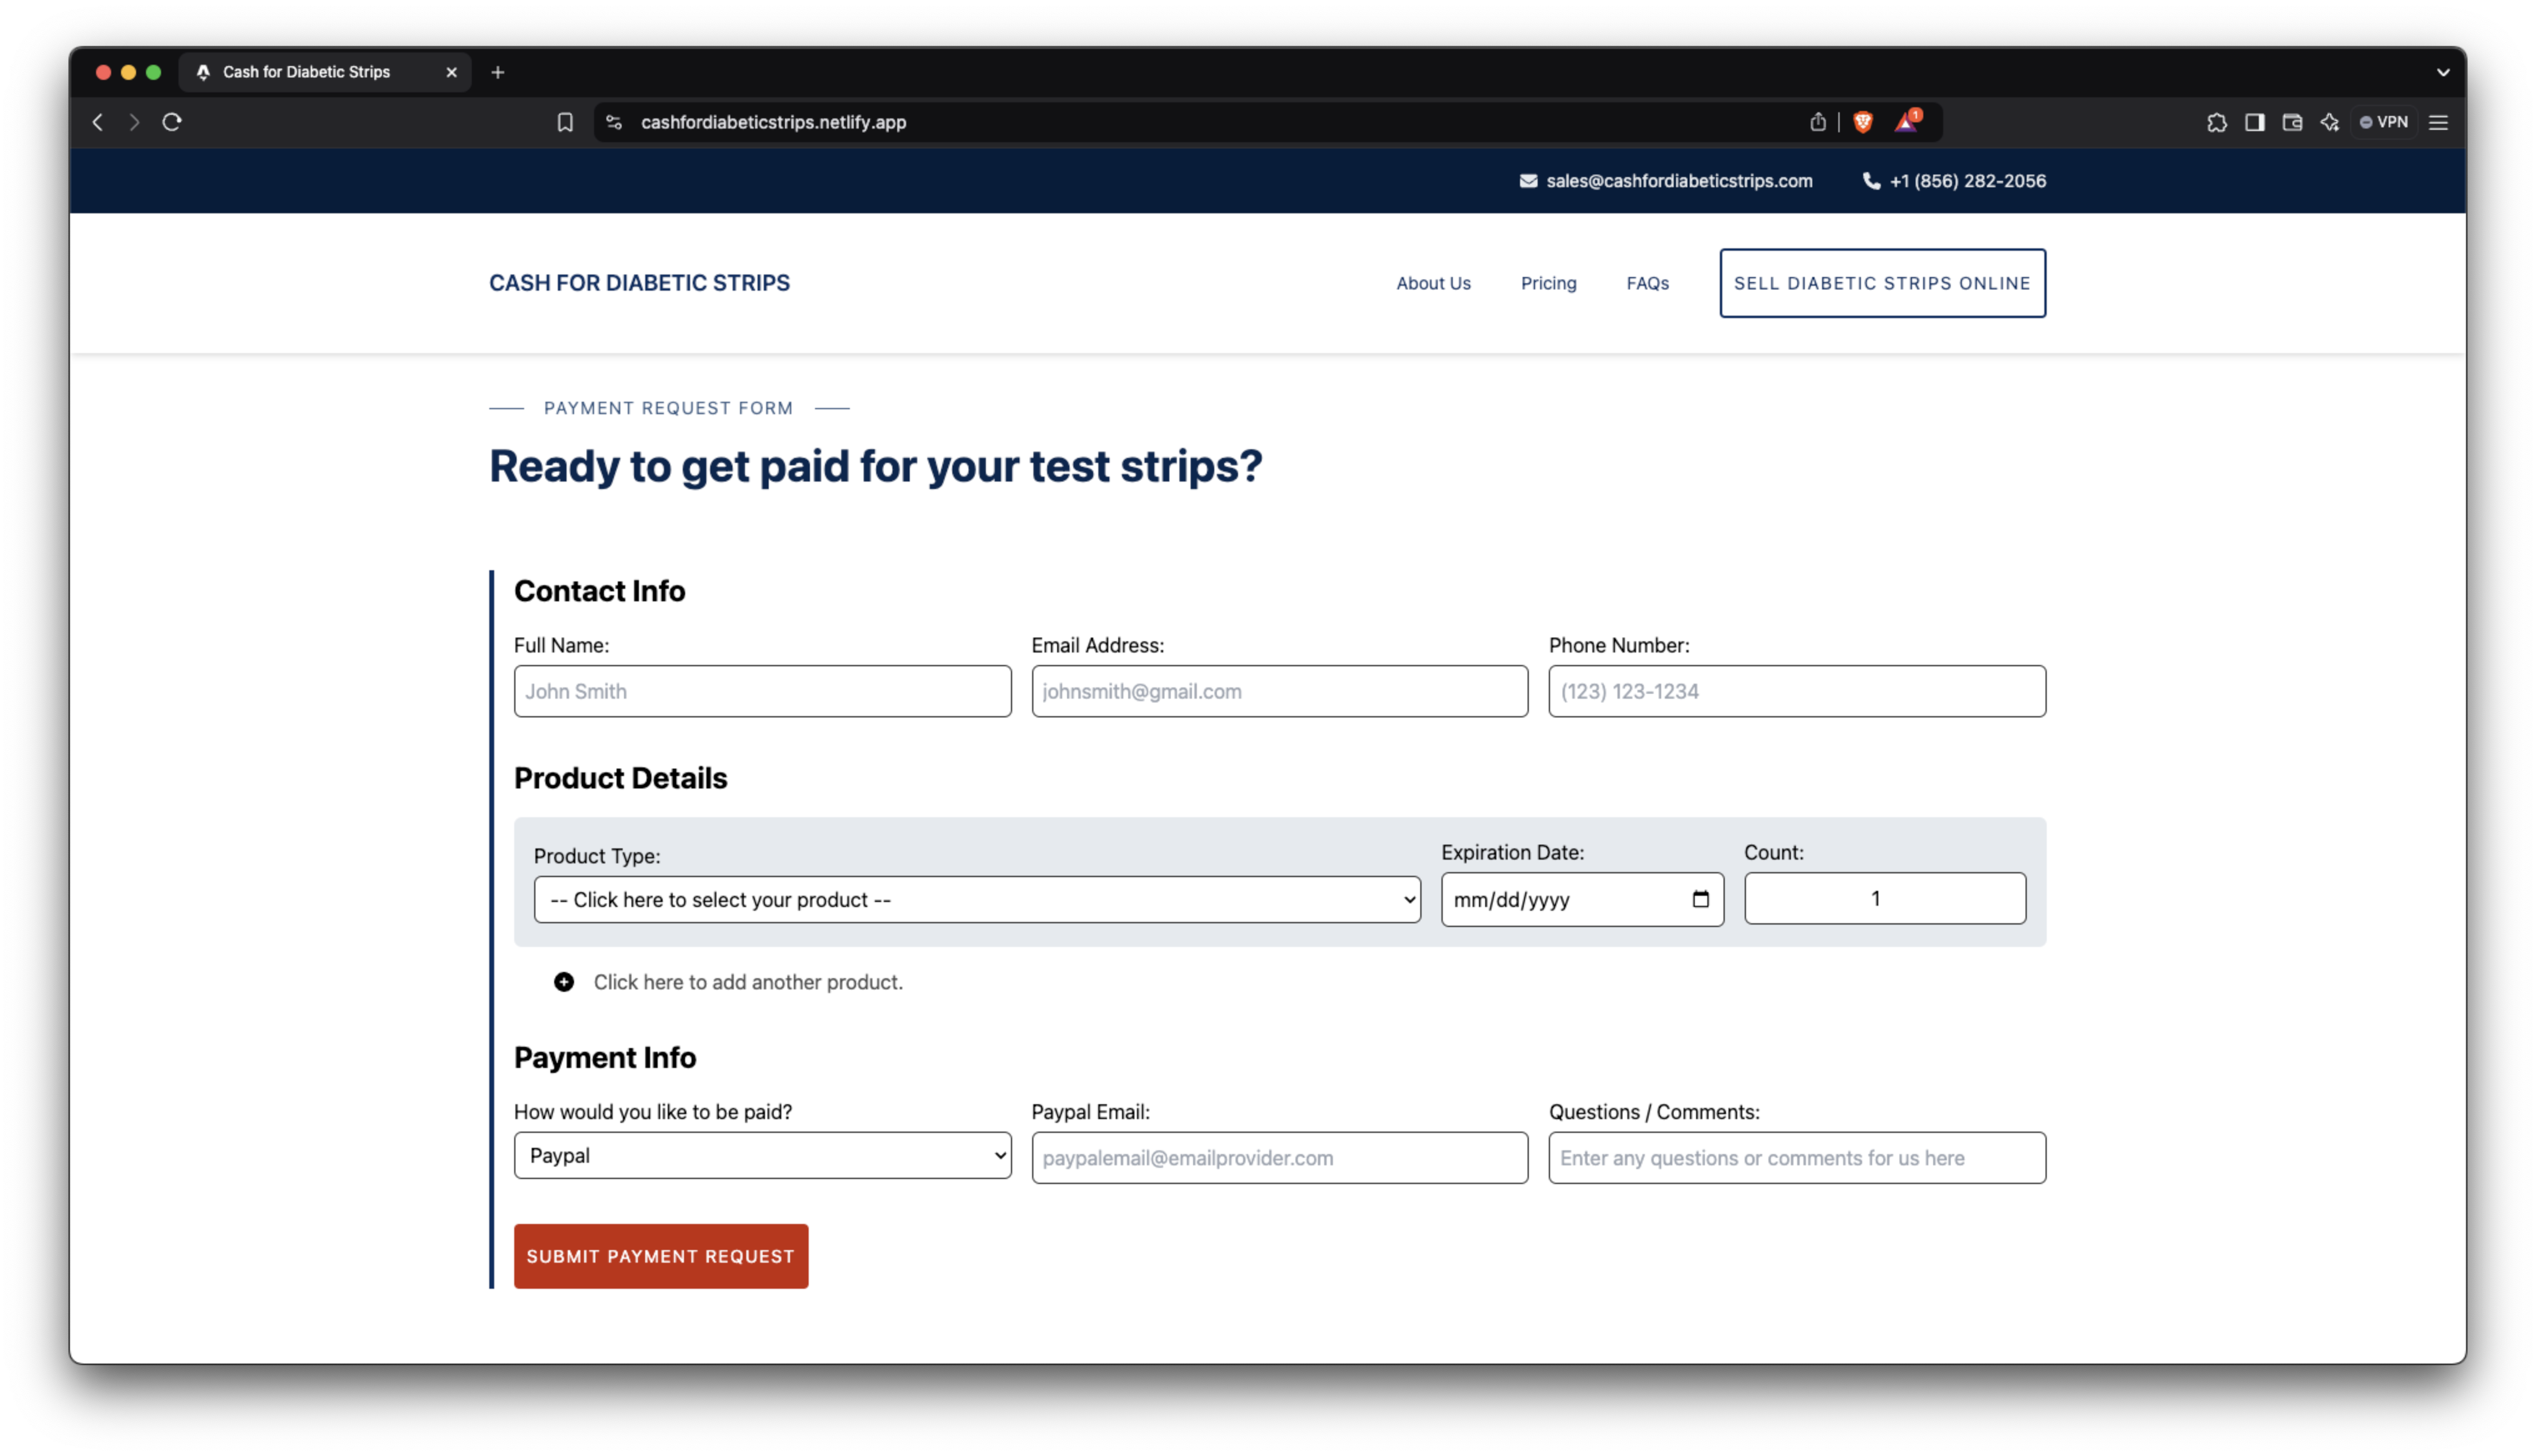 Cash for Diabetic Strips
cashfordiabeticstrips.netlify.app
1
VPN
sales@cashfordiabeticstrips.com
+1 (856) 282-2056
CASH FOR DIABETIC STRIPS
About Us
Pricing
FAQs
SELL DIABETIC STRIPS ONLINE
PAYMENT REQUEST FORM
Ready to get paid for your test strips?
Contact Info
Full Name:
Email Address:
Phone Number:
John Smith
johnsmith@gmail.com
(123) 123-1234
Product Details
Product Type:
Expiration Date:
Count:
-- Click here to select your product --
mm/dd/yyyy
1
Click here to add another product.
Payment Info
How would you like to be paid?
Paypal Email:
Questions / Comments:
Paypal
paypalemail@emailprovider.com
Enter any questions or comments for us here
SUBMIT PAYMENT REQUEST